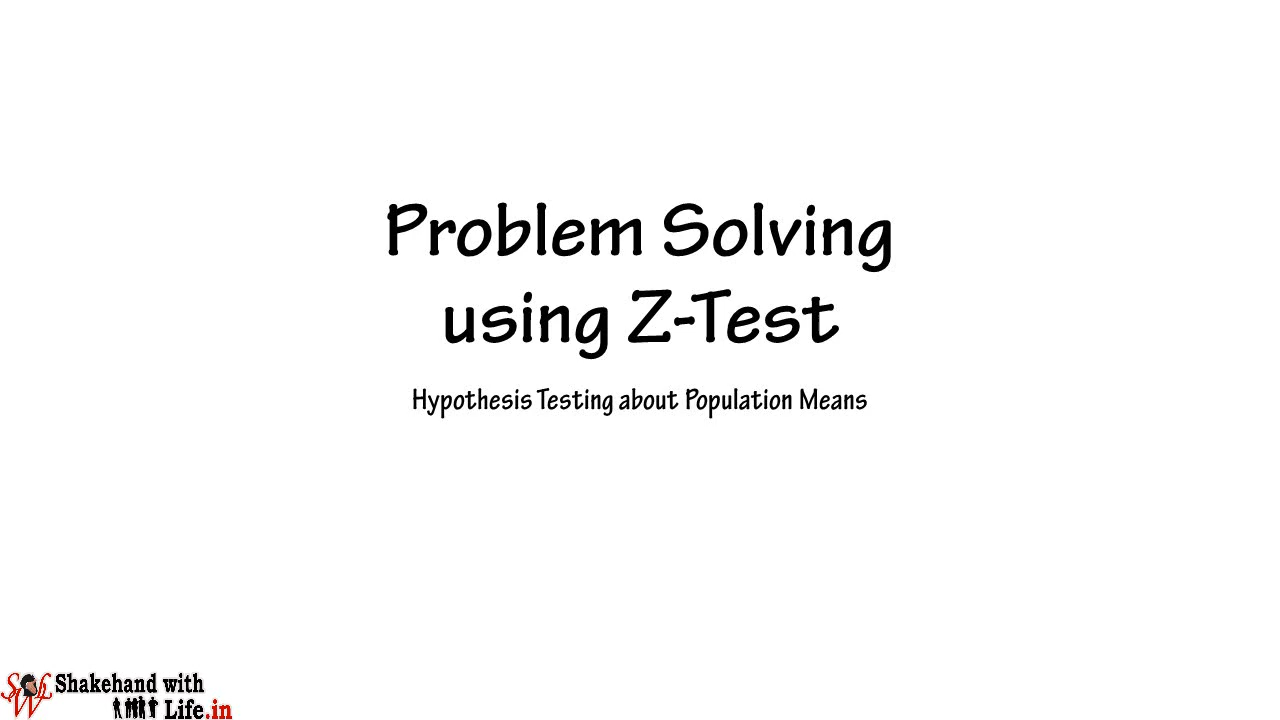 Problem Solving
using Z-Test
Hypothesis Testing about Population Means
Shakehand with
Life.in